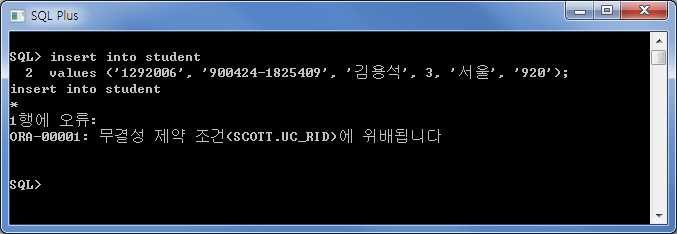 SQL Plus
SQL> insert into student
  2  values ('1292006', '900424-1825409', '김용석', 3, '서울', '920');
insert into student
*
1행에 오류:
ORA-00001: 무결성 제약 조건(SCOTT.UC_RID)에 위배됩니다
SQL>